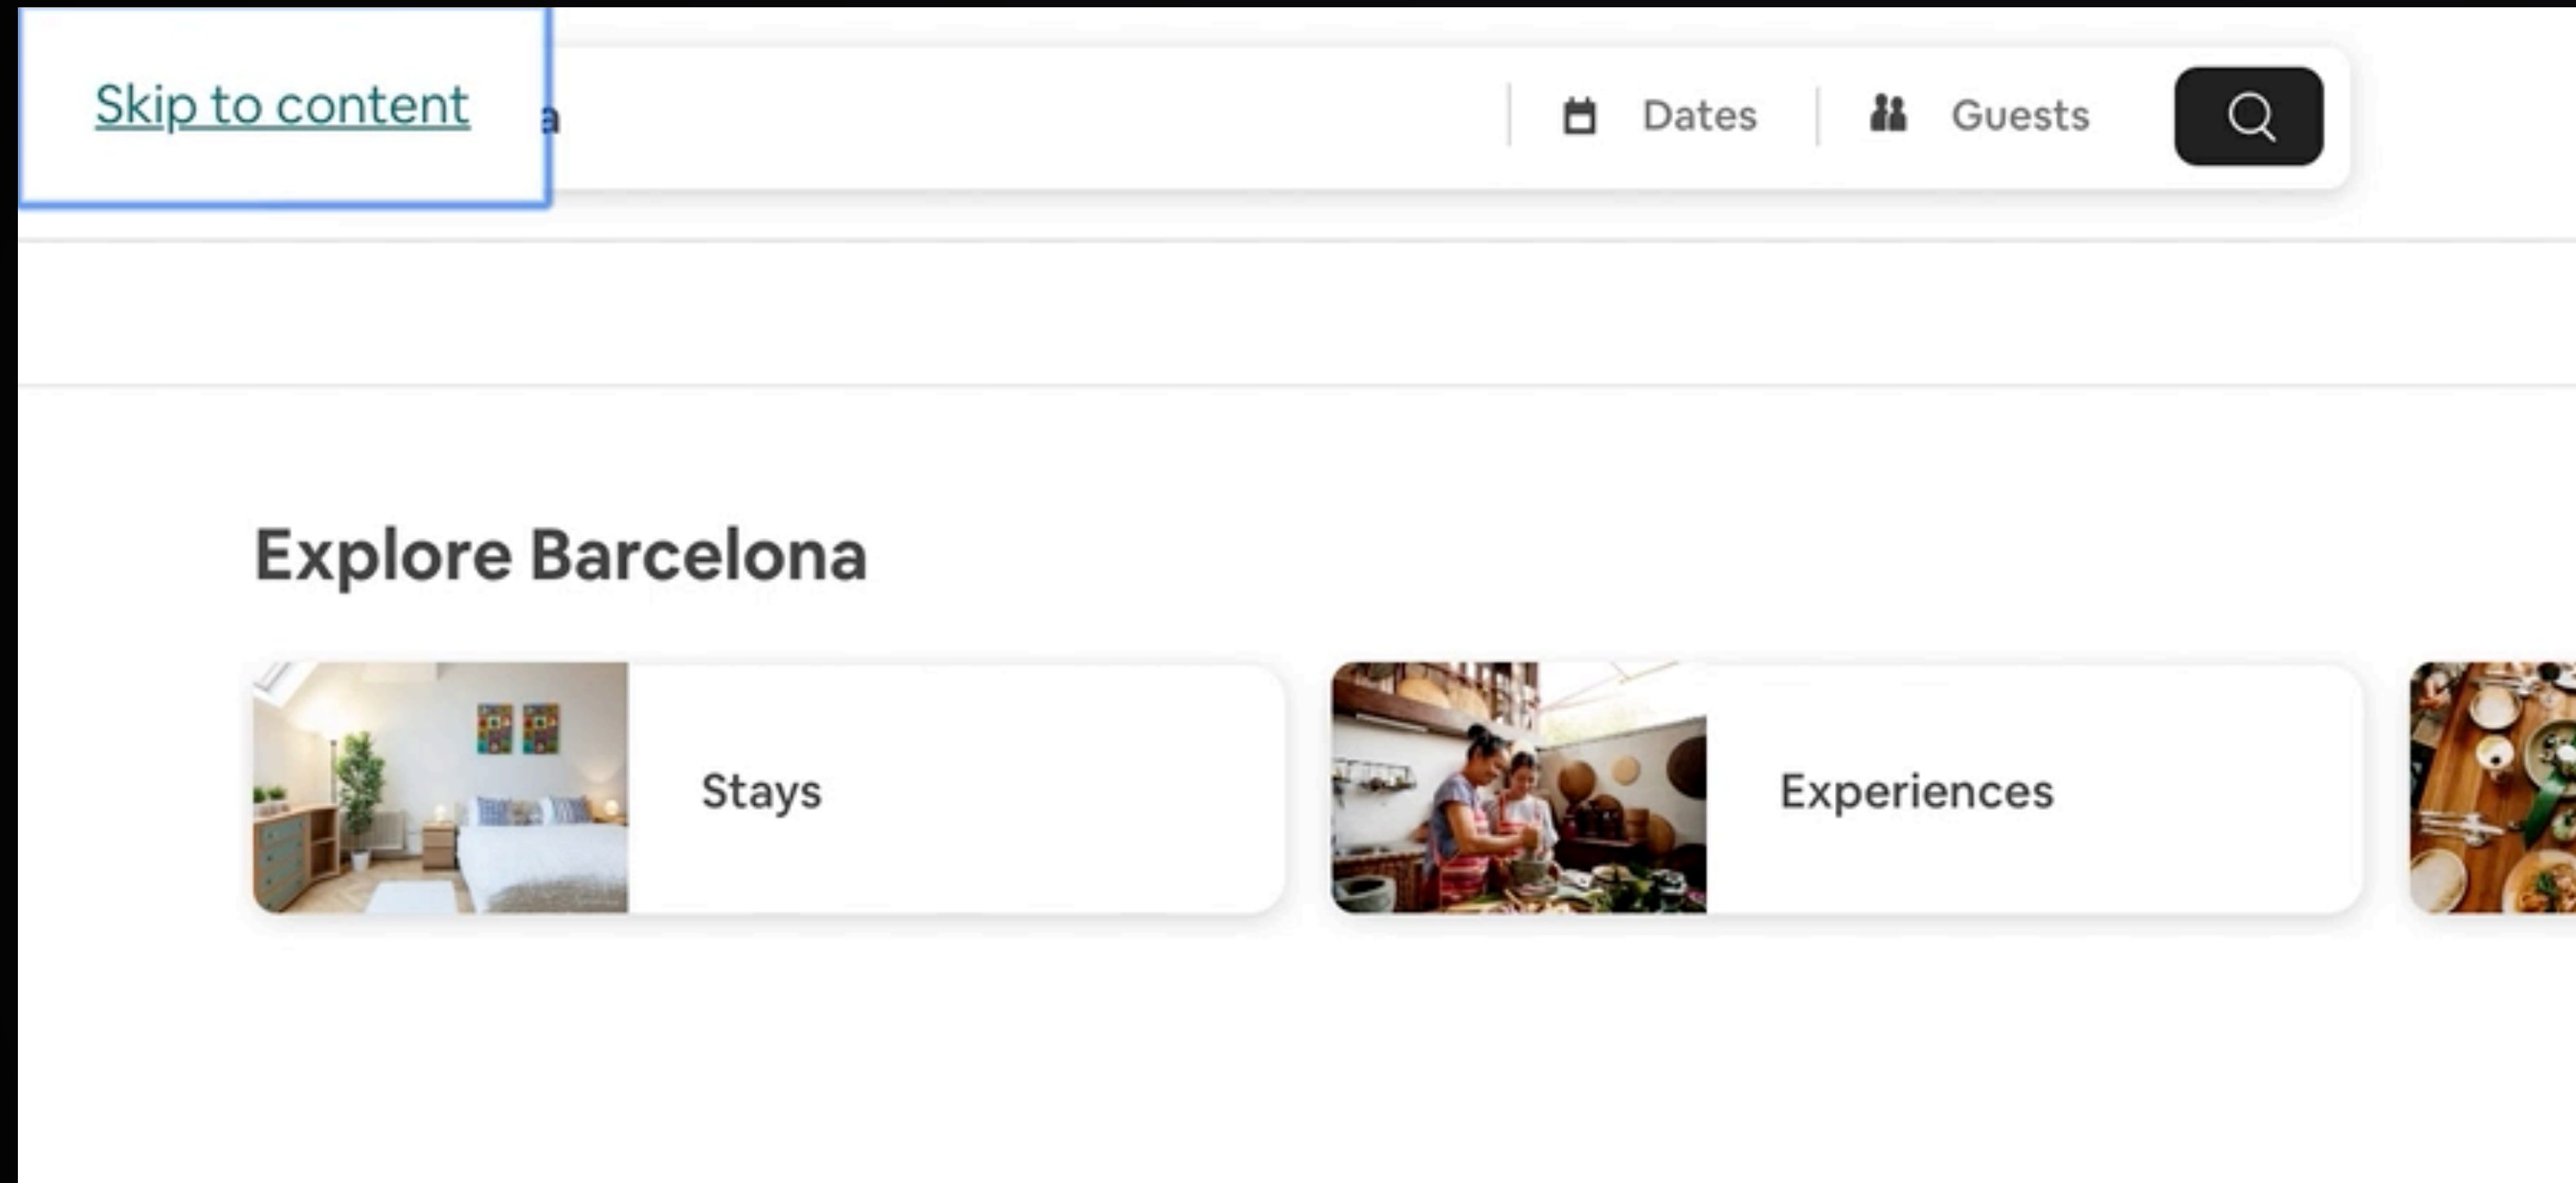 Skip to content
a Dates Guests
Explore Barcelona
Stays Experiences